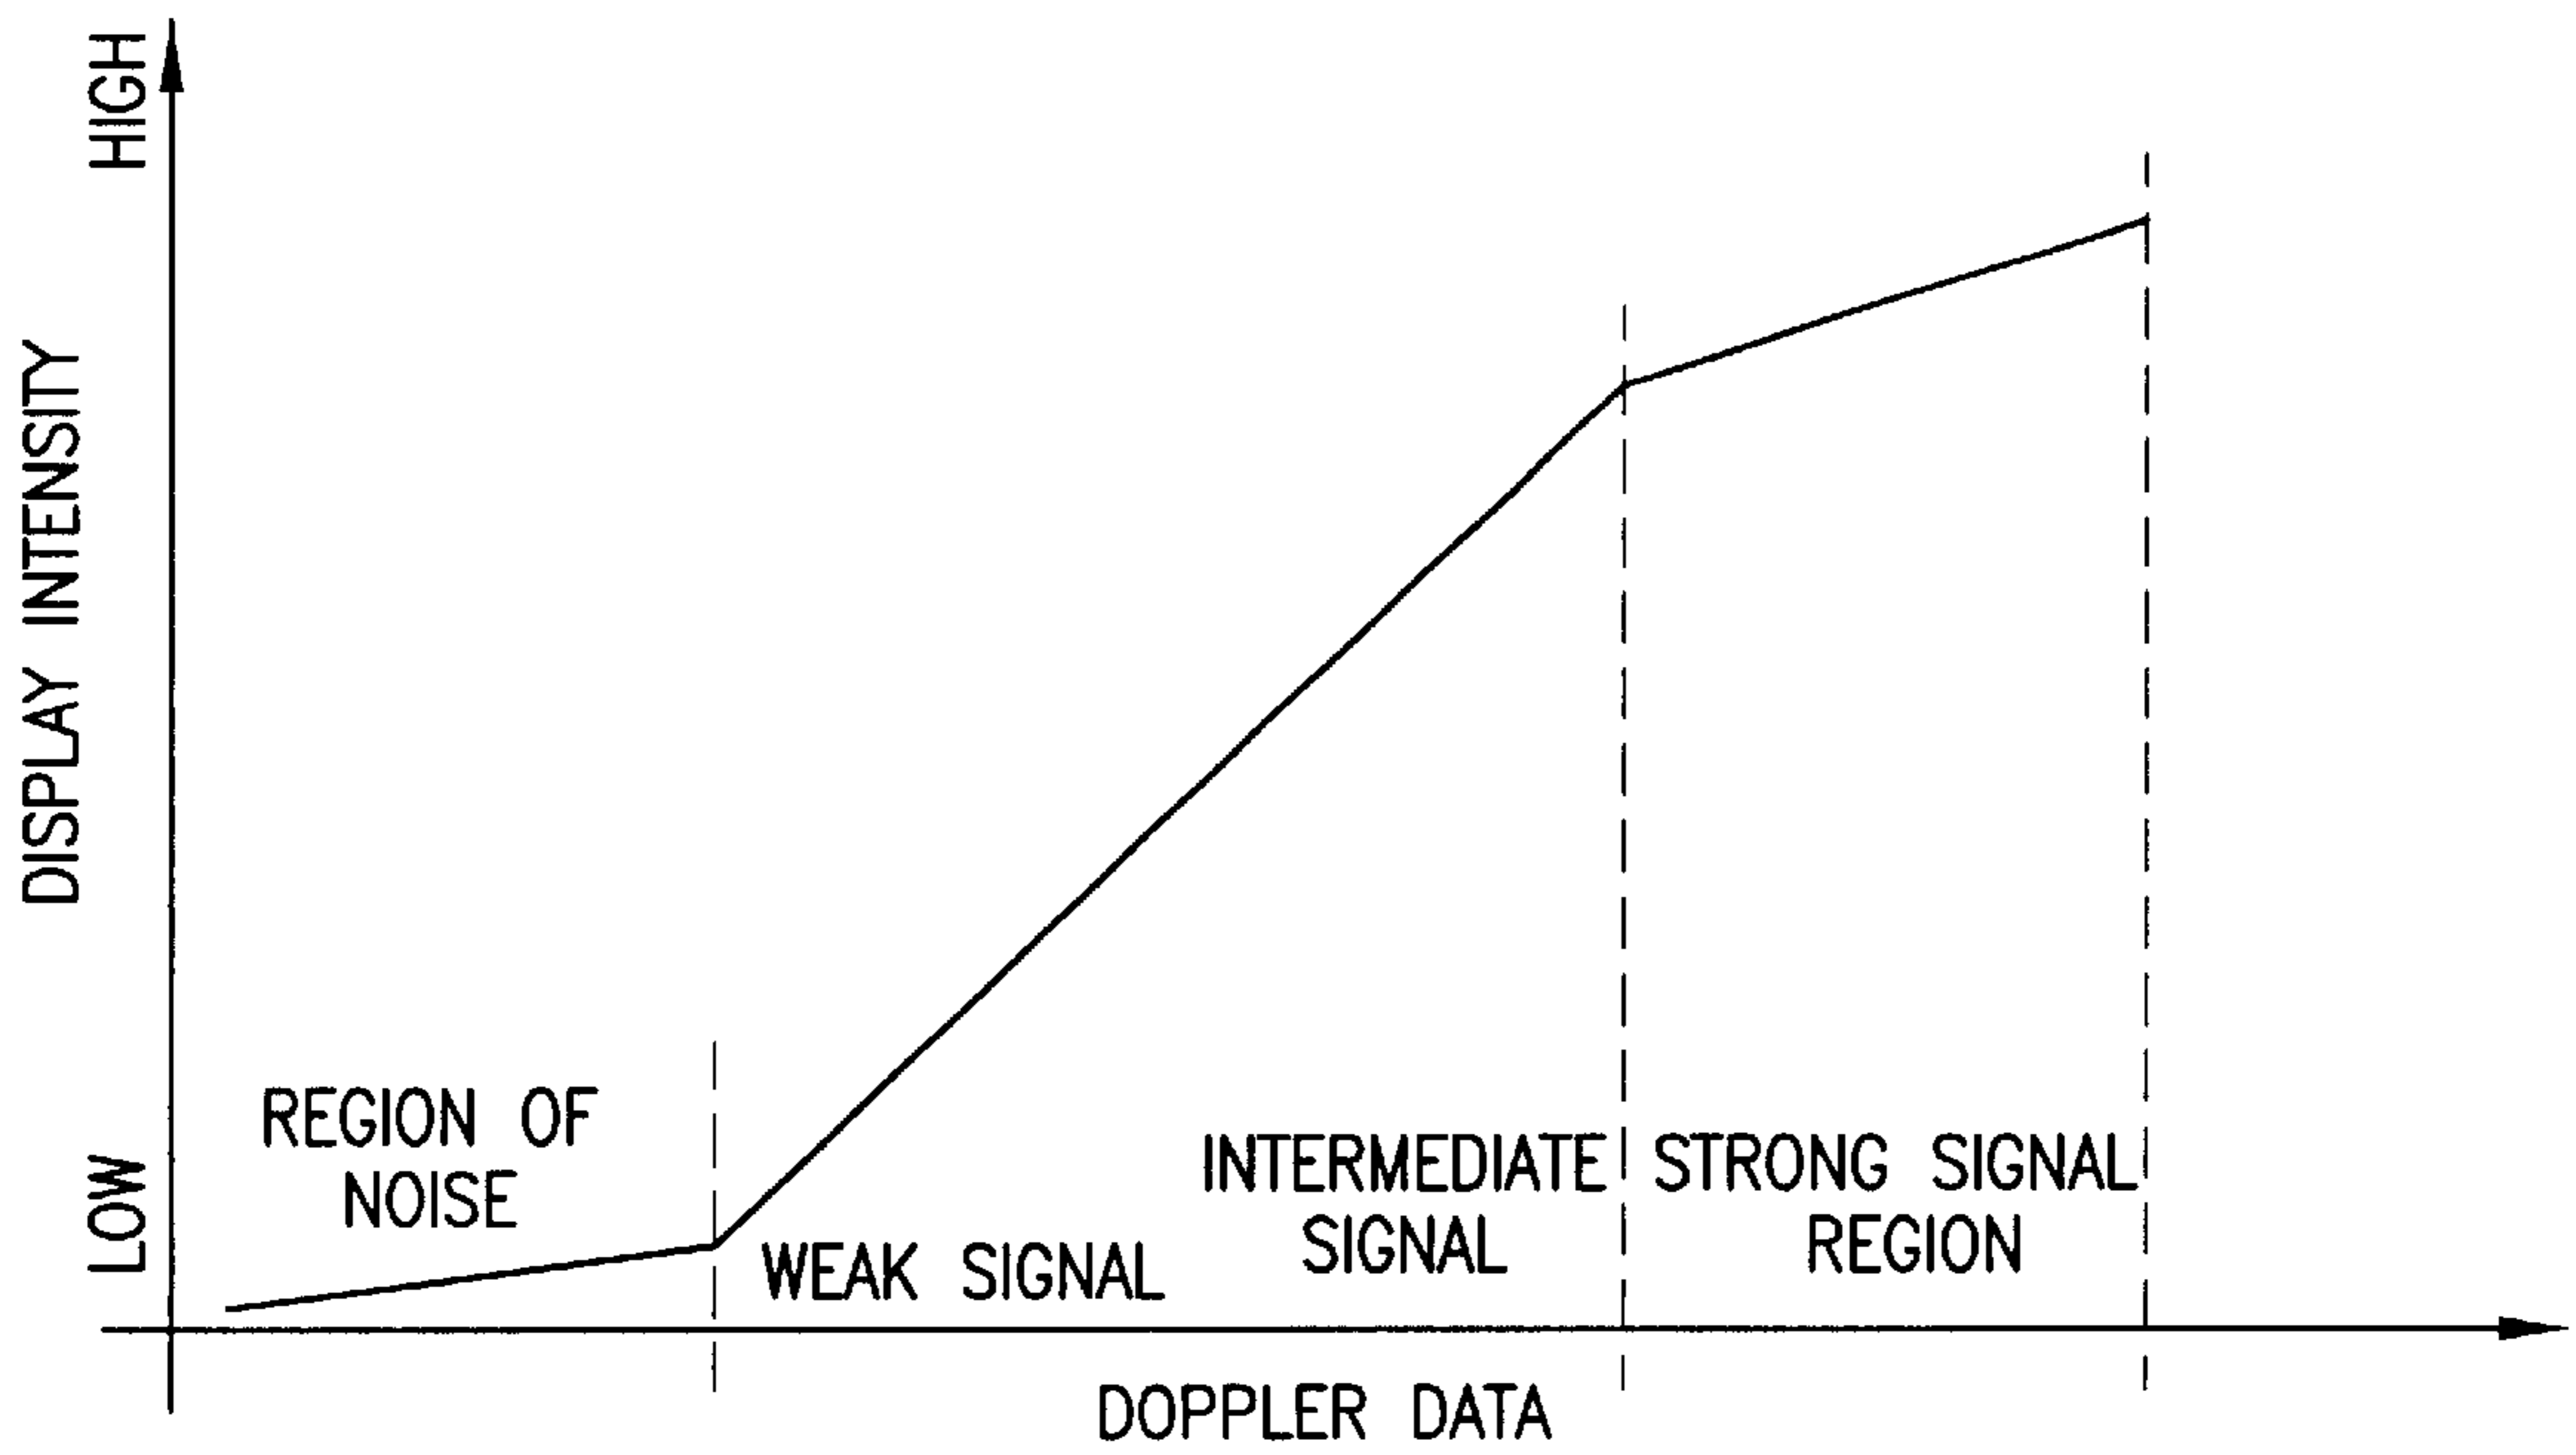 HIGH
DISPLAY INTENSITY
LOW
REGION OF
NOISE
WEAK SIGNAL
INTERMEDIATE
SIGNAL
STRONG SIGNAL
REGION
DOPPLER DATA